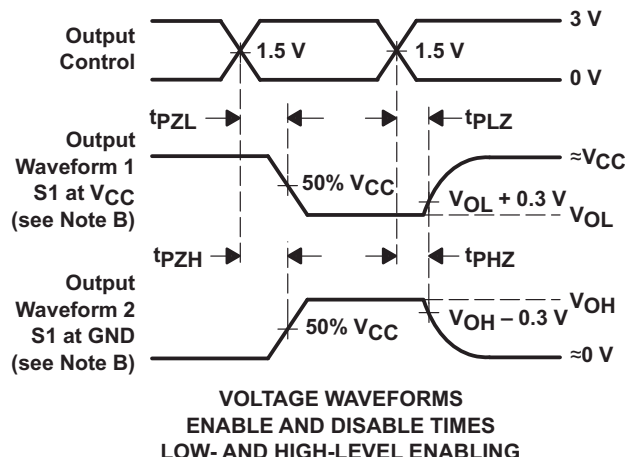 Output
Control
1.5 V
1.5 V
3 V
0 V
tPZL
tPLZ
Output
Waveform 1
S1 at VCC
(see Note B)
50% VCC
≈VCC
VOL + 0.3 V
VOL
tPZH
tPHZ
Output
Waveform 2
S1 at GND
(see Note B)
50% VCC
VOH
VOH – 0.3 V
≈0 V
VOLTAGE WAVEFORMS
ENABLE AND DISABLE TIMES
LOW- AND HIGH-LEVEL ENABLING